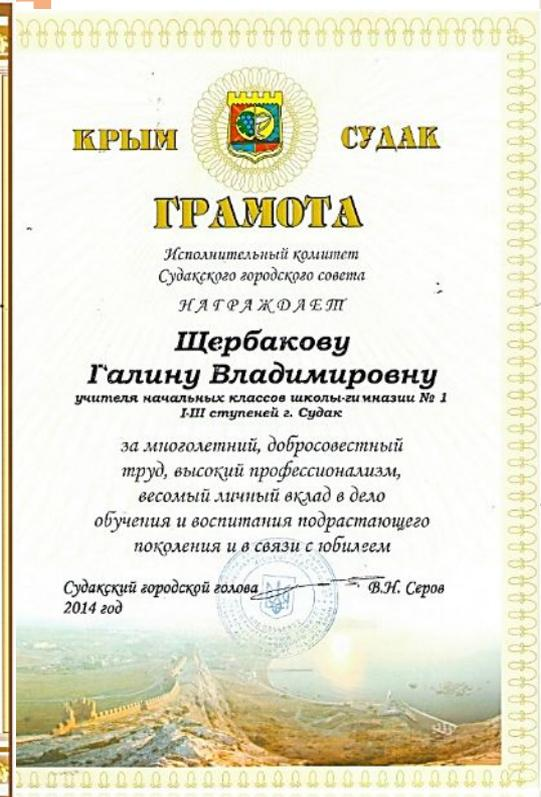 КРЫМ СУДАК
ГРАМОТА
Исполнительный комитет
Судакского городского совета
НАГРАЖДАЕТ
Щербакову
Галину Владимировну
учителя начальных классов школы-гимназии № 1
I-III ступеней г. Судак
за многолетний, добросовестный
труд, высокий профессионализм,
весомый личный вклад в дело
обучения и воспитания подрастающего
поколения и в связи с юбилеем
Судакский городской голова В.Н. Серов
2014 год